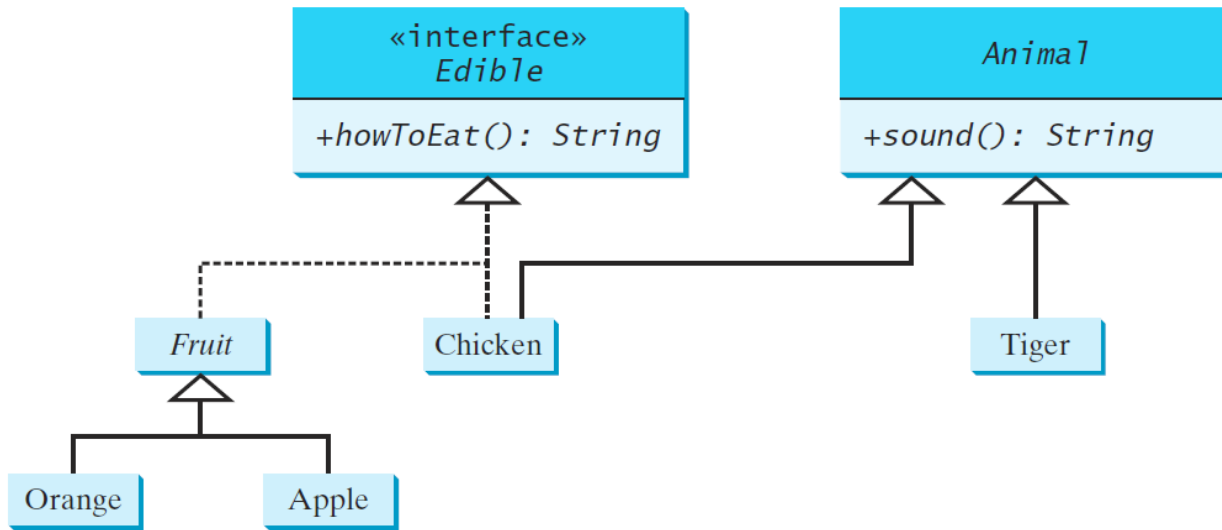 «interface»
Edible
+howToEat(): String
Animal
+sound(): String
Fruit
Chicken
Tiger
Orange
Apple